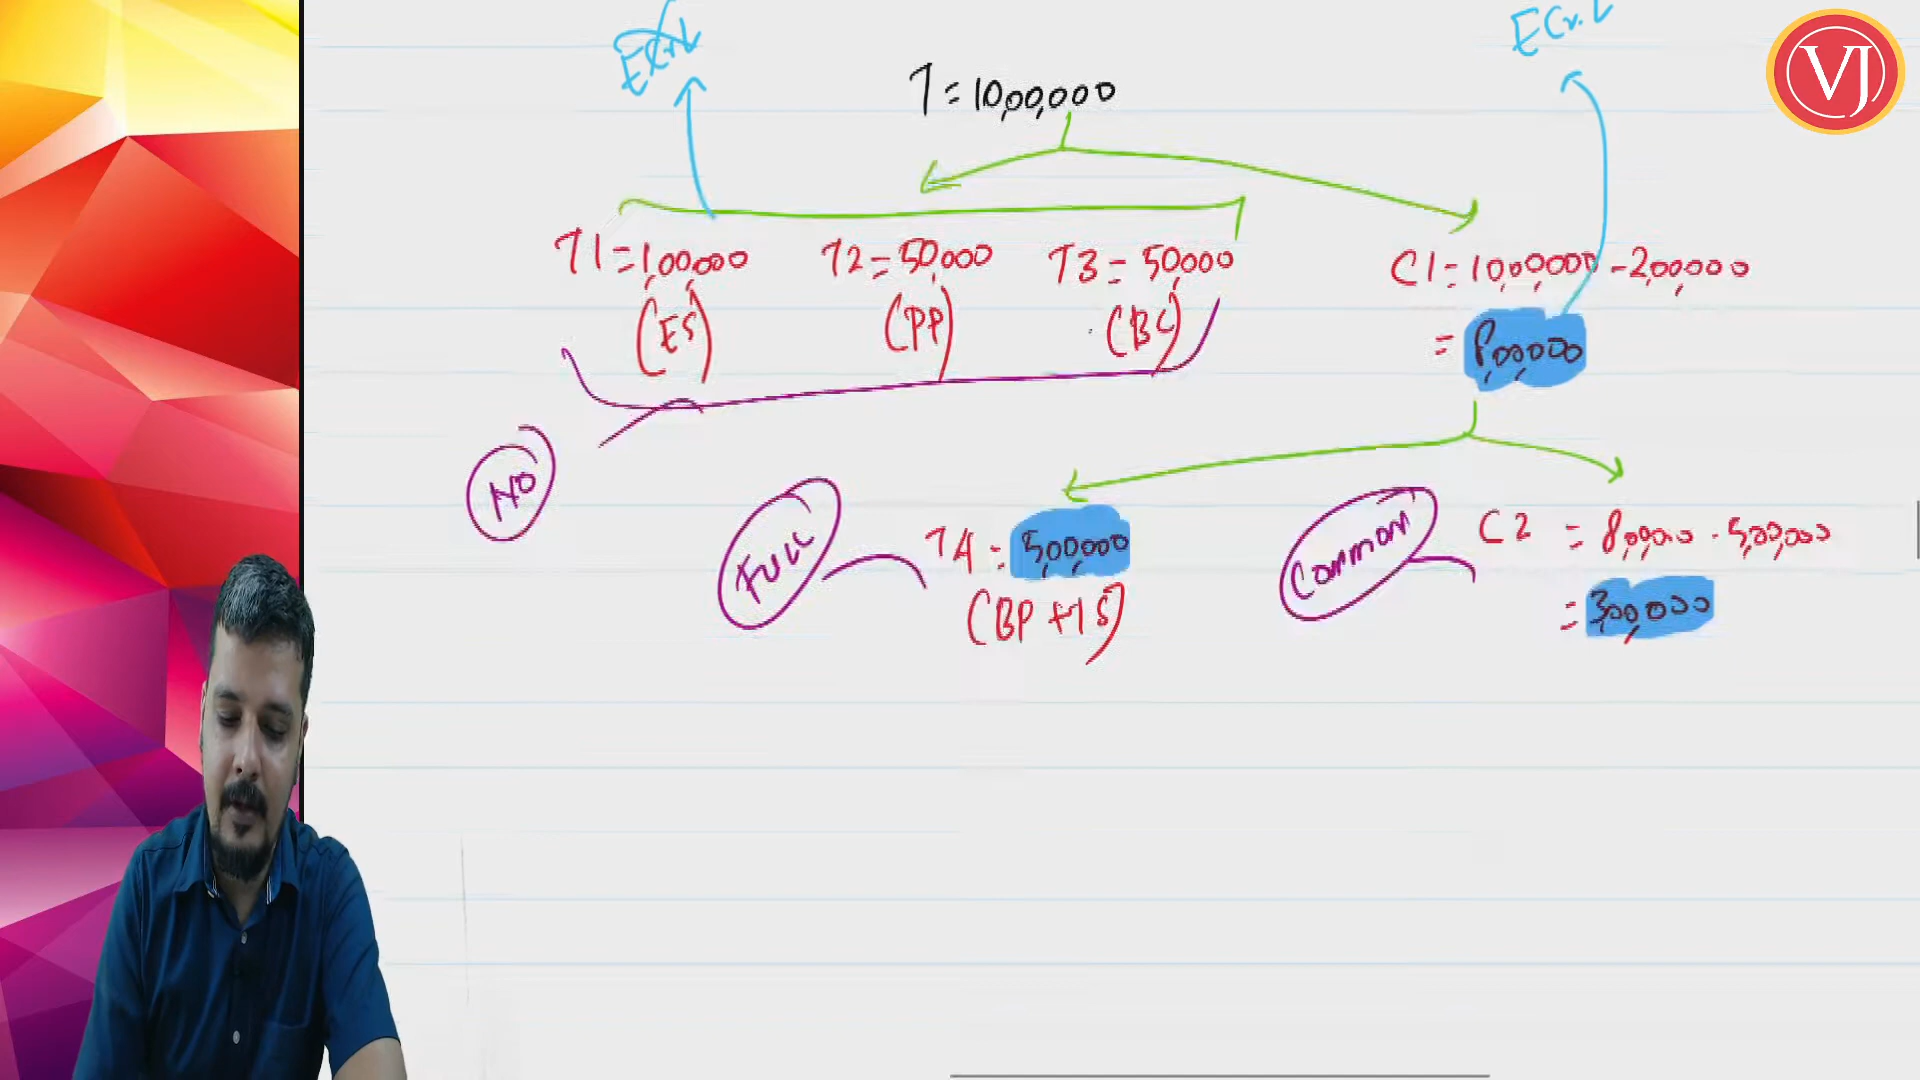 ECr.L
ECr.L
VJ
T = 10,00,000
T1 = 1,00,000 T2 = 50,000 T3 = 50,000 C1 = 10,00,000 - 2,00,000
(ES) (PP) (BC) = 8,00,000
NO
FULL T4 = 5,00,000 Common C2 = 8,00,000 - 5,00,000
(BP + IS) = 3,00,000